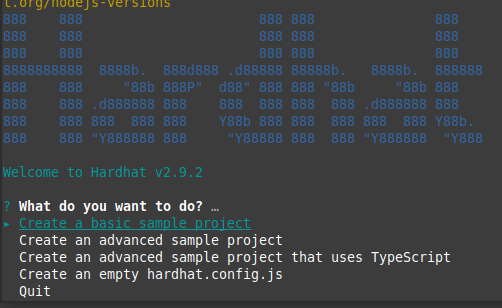 t.org/nodejs-versions
888    888                      888 888               888
888    888                      888 888               888
888    888                      888 888               888
8888888888  8888b.  888d888 .d88888 88888b.   8888b.  888888
888    888     "88b 888P"  d88" 888 888 "88b     "88b 888
888    888 .d888888 888    888  888 888  888 .d888888 888
888    888 888  888 888    Y88b 888 888  888 888  888 Y88b.
888    888 "Y888888 888     "Y88888 888  888 "Y888888  "Y888
Welcome to Hardhat v2.9.2
? What do you want to do? …
▸ Create a basic sample project
Create an advanced sample project
Create an advanced sample project that uses TypeScript
Create an empty hardhat.config.js
Quit